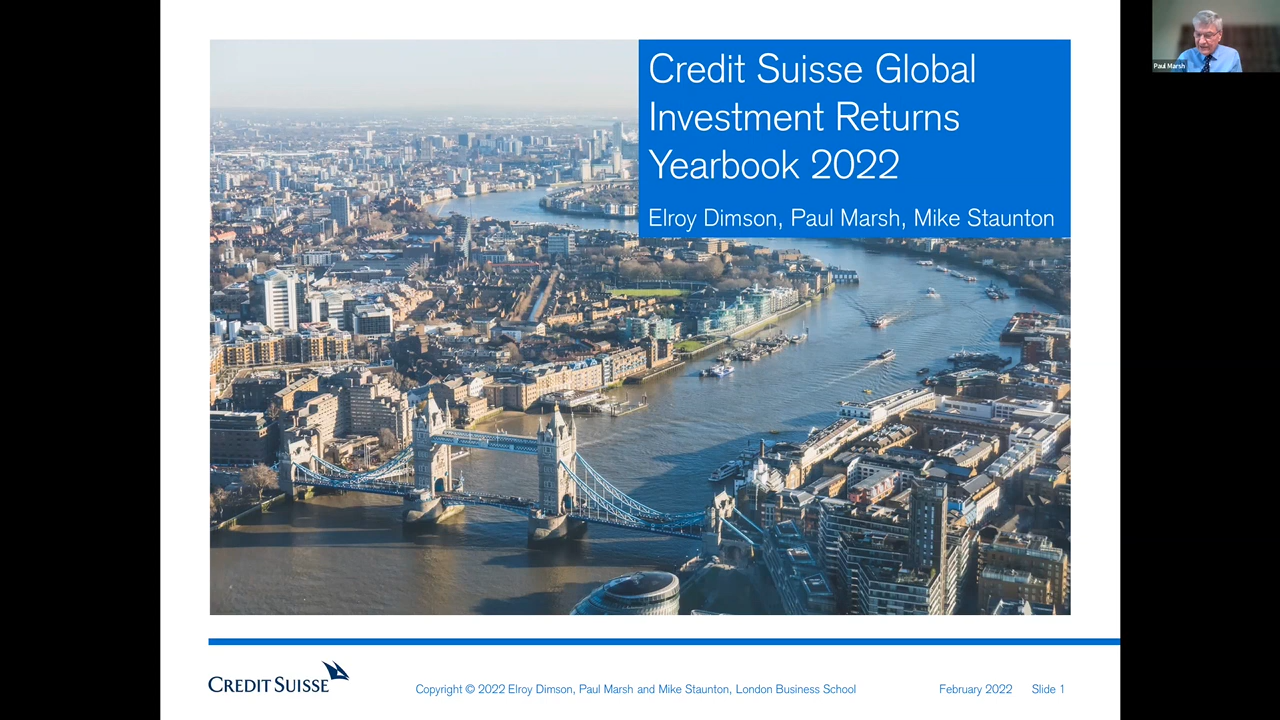 Credit Suisse Global
Investment Returns
Yearbook 2022
Elroy Dimson, Paul Marsh, Mike Staunton
Paul Marsh
CREDIT SUISSE
Copyright © 2022 Elroy Dimson, Paul Marsh and Mike Staunton, London Business School
February 2022
Slide 1